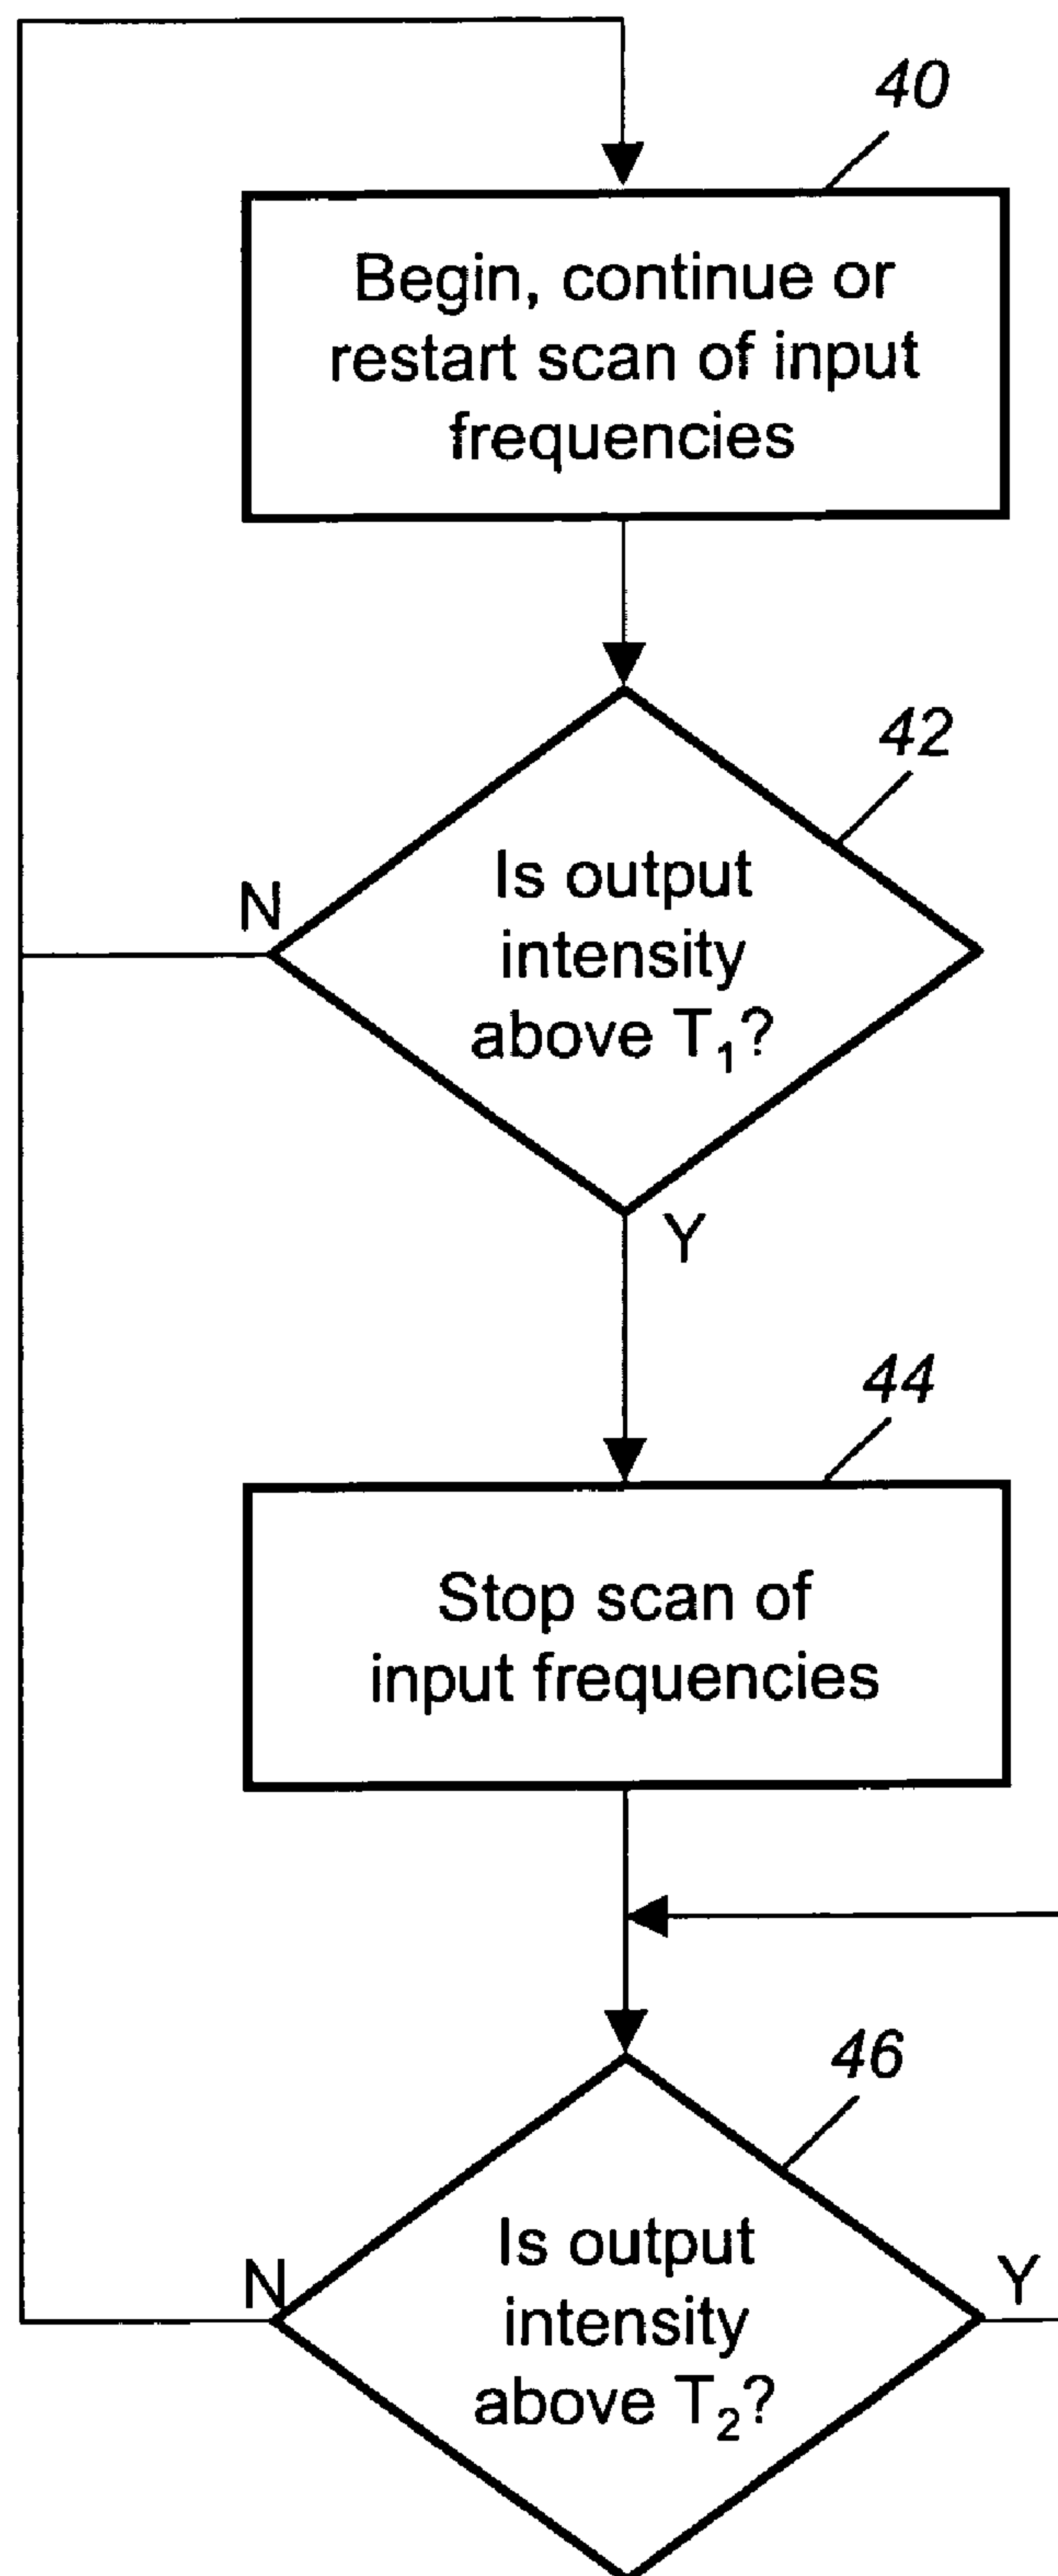 40
Begin, continue or
restart scan of input
frequencies
42
N
Is output
intensity
above T₁?
Y
44
Stop scan of
input frequencies
46
N
Is output
intensity
above T₂?
Y